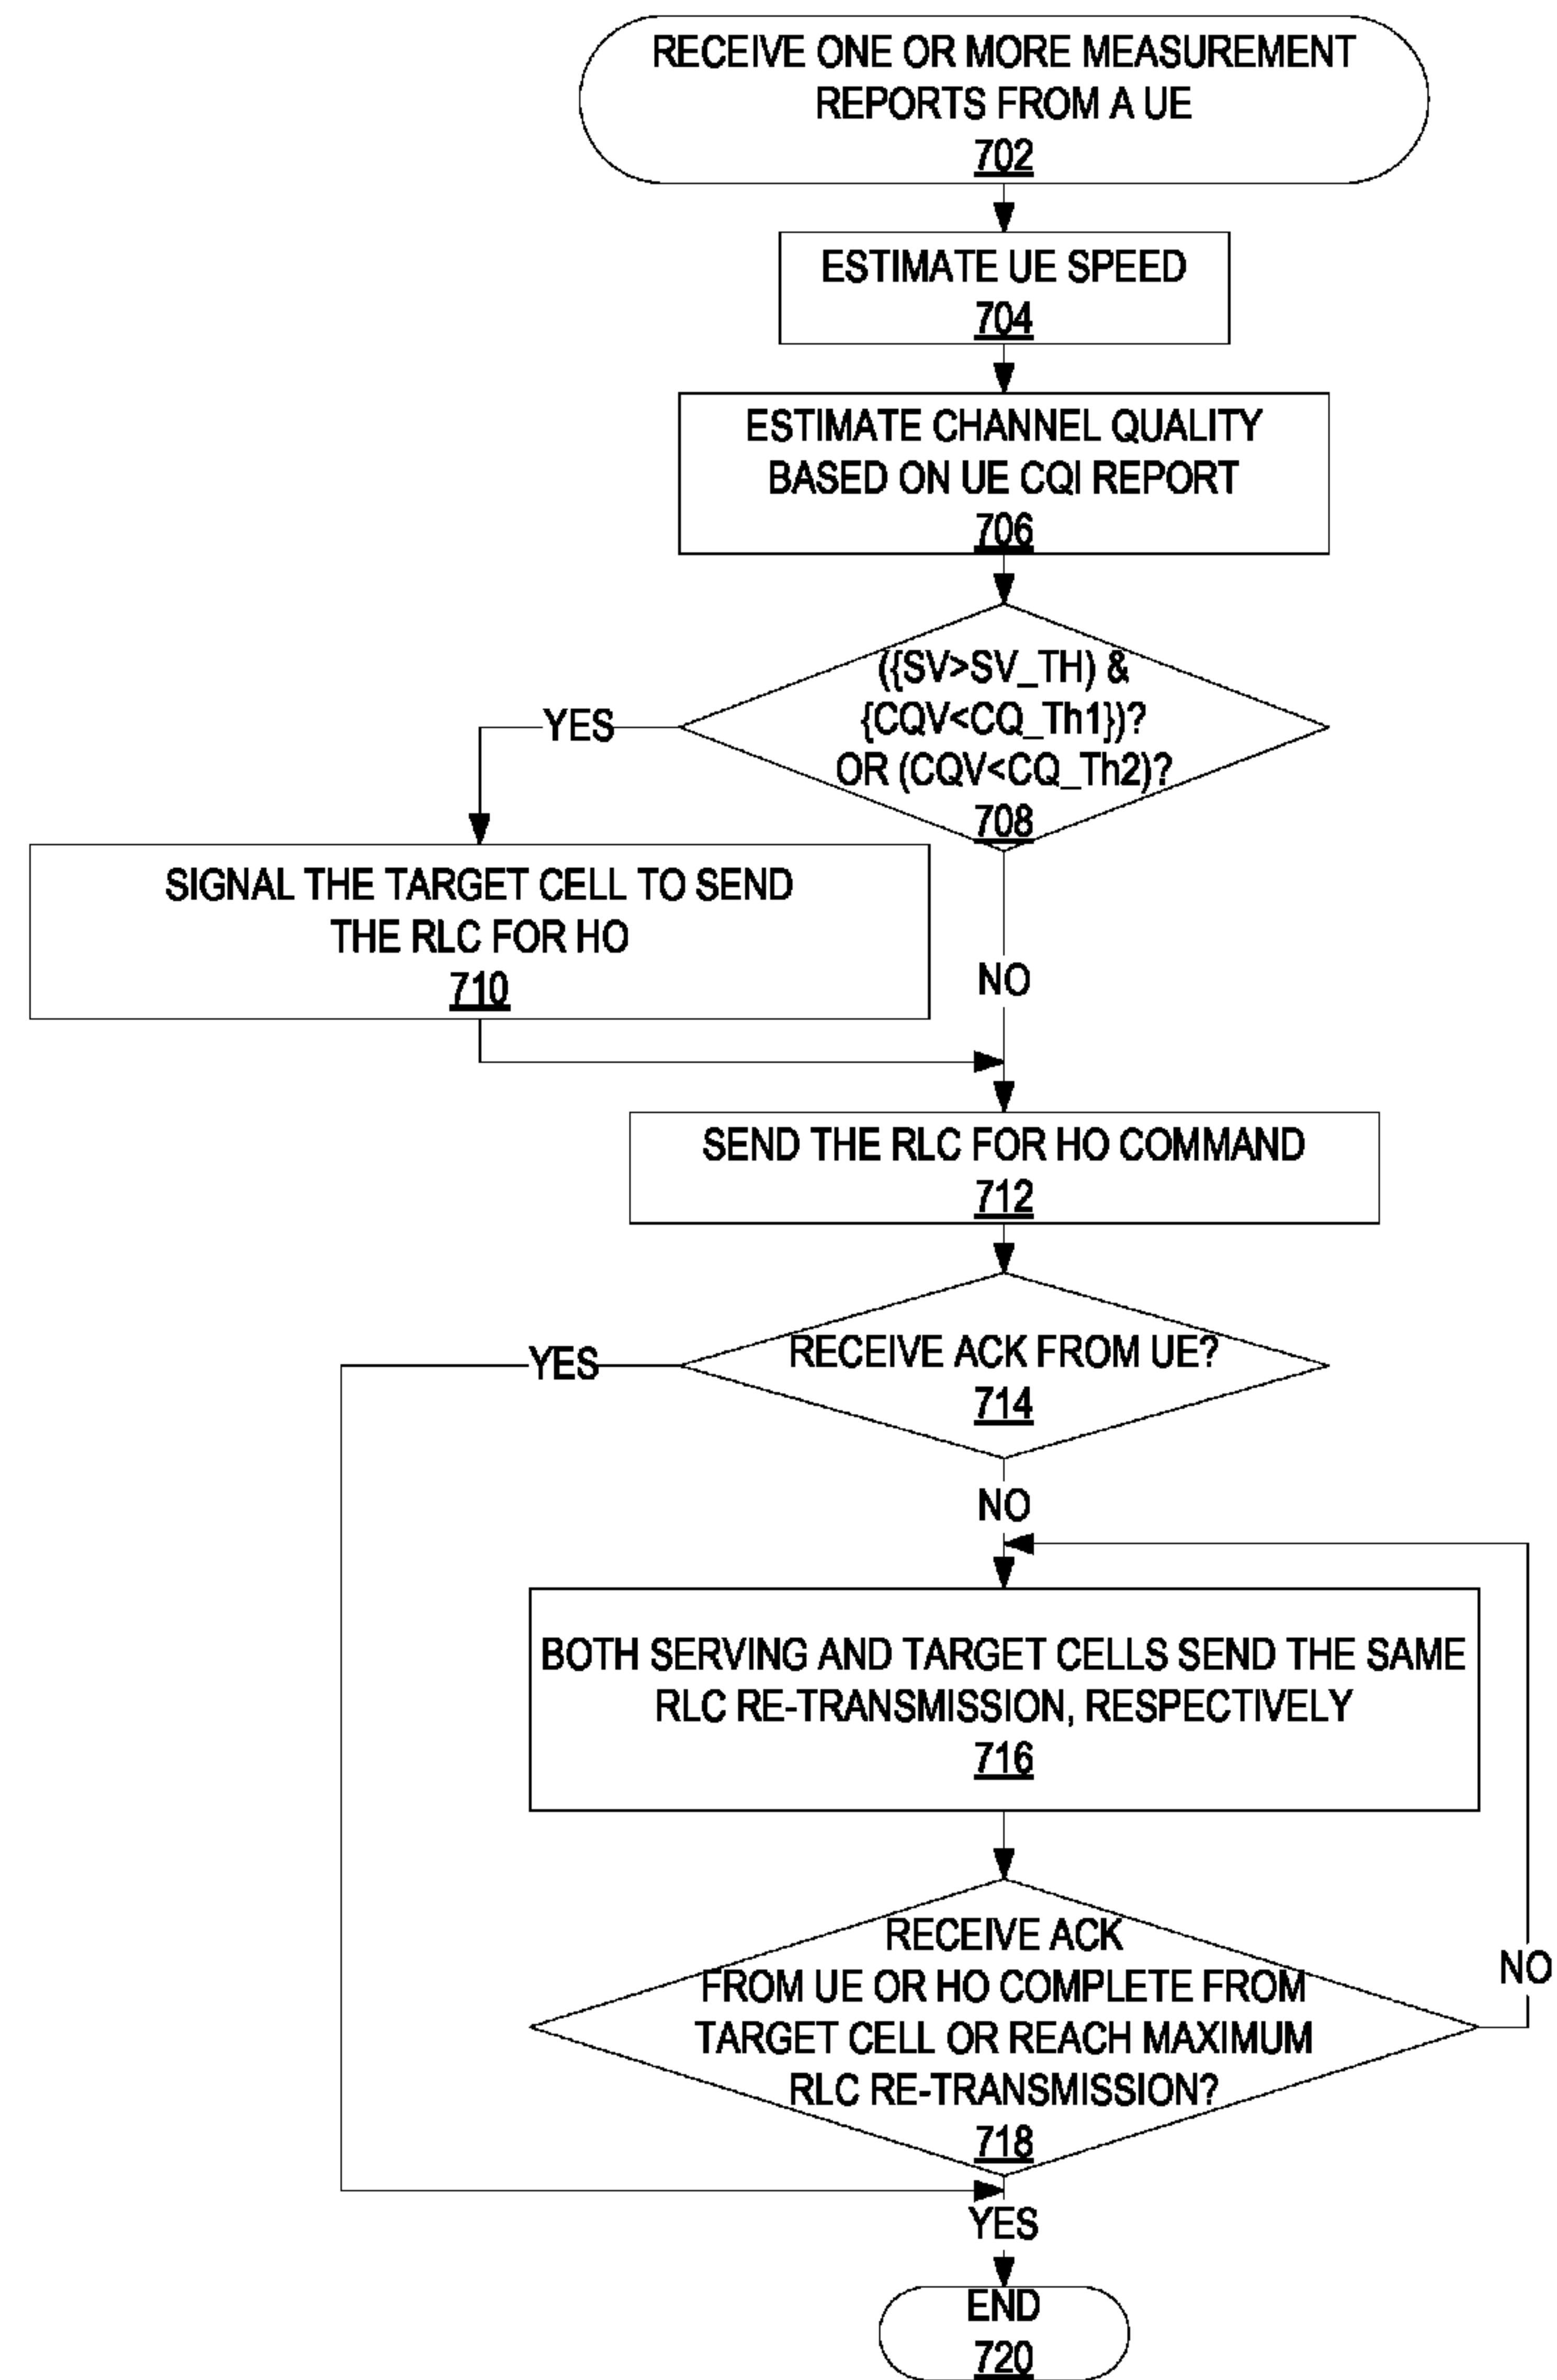 RECEIVE ONE OR MORE MEASUREMENT
REPORTS FROM A UE
702
ESTIMATE UE SPEED
704
ESTIMATE CHANNEL QUALITY
BASED ON UE CQI REPORT
706
({SV>SV_TH) &
{CQV<CQ_Th1})?
OR (CQV<CQ_Th2)?
708
YES
SIGNAL THE TARGET CELL TO SEND
THE RLC FOR HO
710
NO
SEND THE RLC FOR HO COMMAND
712
RECEIVE ACK FROM UE?
714
YES
NO
BOTH SERVING AND TARGET CELLS SEND THE SAME
RLC RE-TRANSMISSION, RESPECTIVELY
716
RECEIVE ACK
FROM UE OR HO COMPLETE FROM
TARGET CELL OR REACH MAXIMUM
RLC RE-TRANSMISSION?
718
NO
YES
END
720